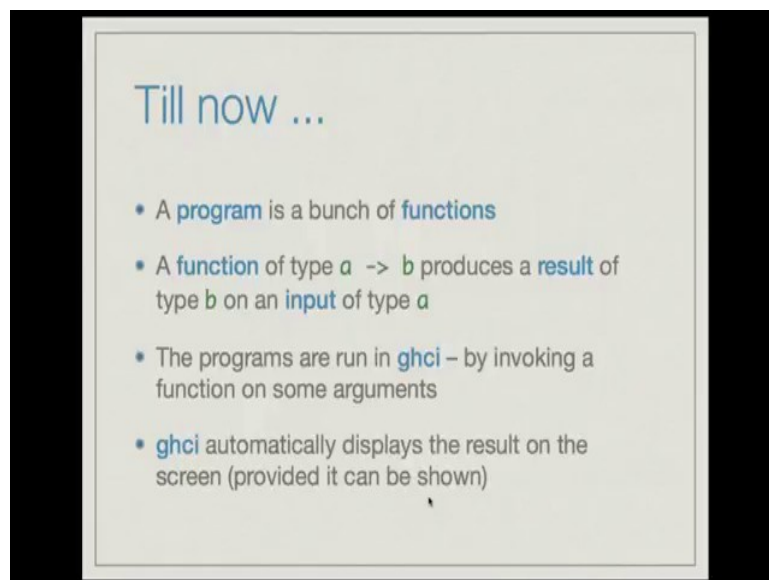 Till now ...
• A program is a bunch of functions
• A function of type a -> b produces a result of
type b on an input of type a
• The programs are run in ghci – by invoking a
function on some arguments
• ghci automatically displays the result on the
screen (provided it can be shown)